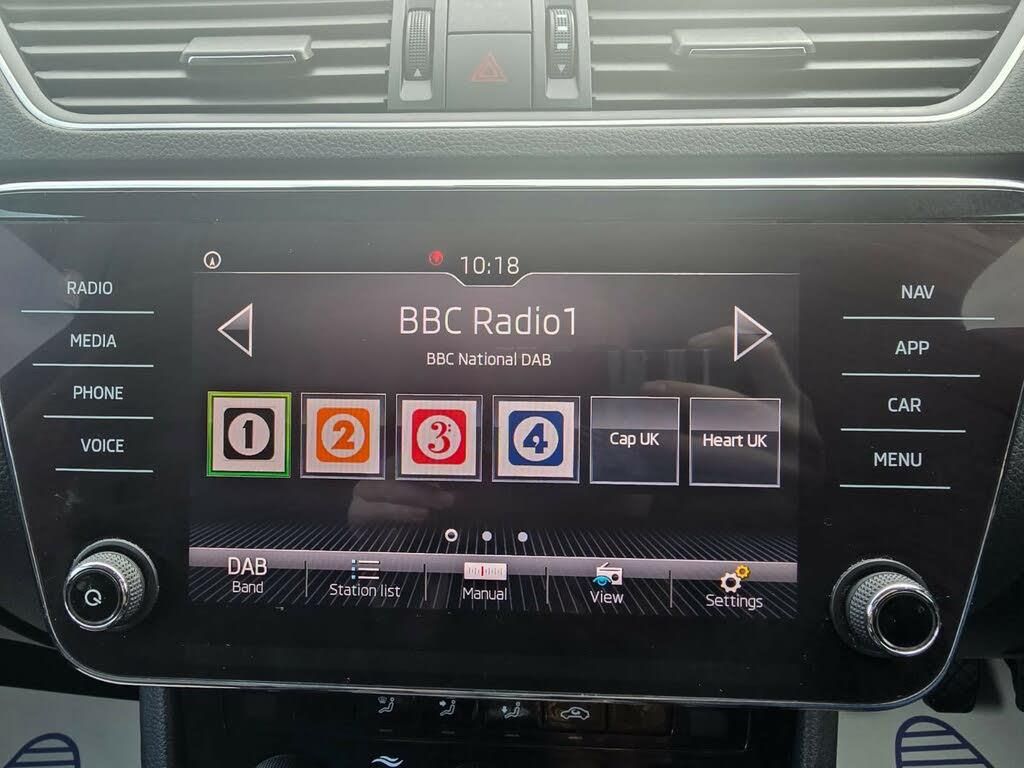 10:18
RADIO
MEDIA
PHONE
VOICE
BBC Radio1
BBC National DAB
1
2
3
4
Cap UK
Heart UK
DAB
Band
Station list
Manual
View
Settings
NAV
APP
CAR
MENU